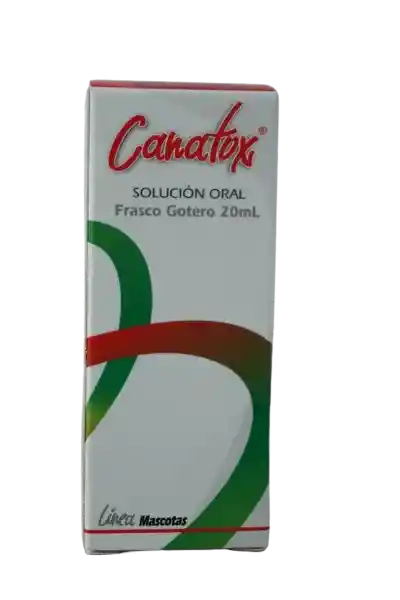 Canatox®
SOLUCIÓN ORAL
Frasco Gotero 20mL
Línea Mascotas